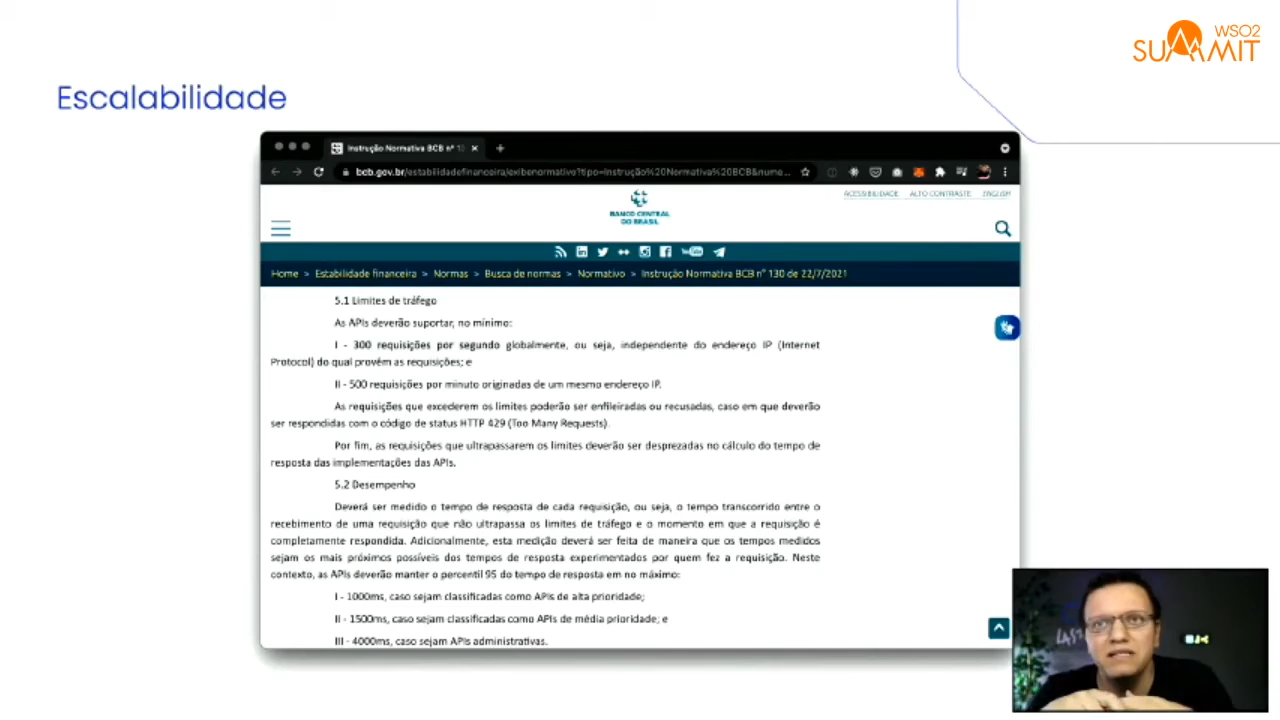 WSO2
SUMMIT
Escalabilidade
Instrução Normativa BCB nº 13
bcb.gov.br/estabilidadefinanceira/exibenormativo?tipo=Instrução%20Normativa%20BCB&nume...
ACESSIBILIDADE ALTO CONTRASTE ENGLISH
BANCO CENTRAL
DO BRASIL
Home > Estabilidade financeira > Normas > Busca de normas > Normativo > Instrução Normativa BCB n° 130 de 22/7/2021
5.1 Limites de tráfego
As APIs deverão suportar, no mínimo:
I - 300 requisições por segundo globalmente, ou seja, independente do endereço IP (Internet
Protocol) do qual provém as requisições; e
II - 500 requisições por minuto originadas de um mesmo endereço IP.
As requisições que excederem os limites poderão ser enfileiradas ou recusadas, caso em que deverão
ser respondidas com o código de status HTTP 429 (Too Many Requests).
Por fim, as requisições que ultrapassarem os limites deverão ser desprezadas no cálculo do tempo de
resposta das implementações das APIs.
5.2 Desempenho
Deverá ser medido o tempo de resposta de cada requisição, ou seja, o tempo transcorrido entre o
recebimento de uma requisição que não ultrapassa os limites de tráfego e o momento em que a requisição é
completamente respondida. Adicionalmente, esta medição deverá ser feita de maneira que os tempos medidos
sejam os mais próximos possíveis dos tempos de resposta experimentados por quem fez a requisição. Neste
contexto, as APIs deverão manter o percentil 95 do tempo de resposta em no máximo:
I - 1000ms, caso sejam classificadas como APIs de alta prioridade;
II - 1500ms, caso sejam classificadas como APIs de média prioridade; e
III - 4000ms, caso sejam APIs administrativas.